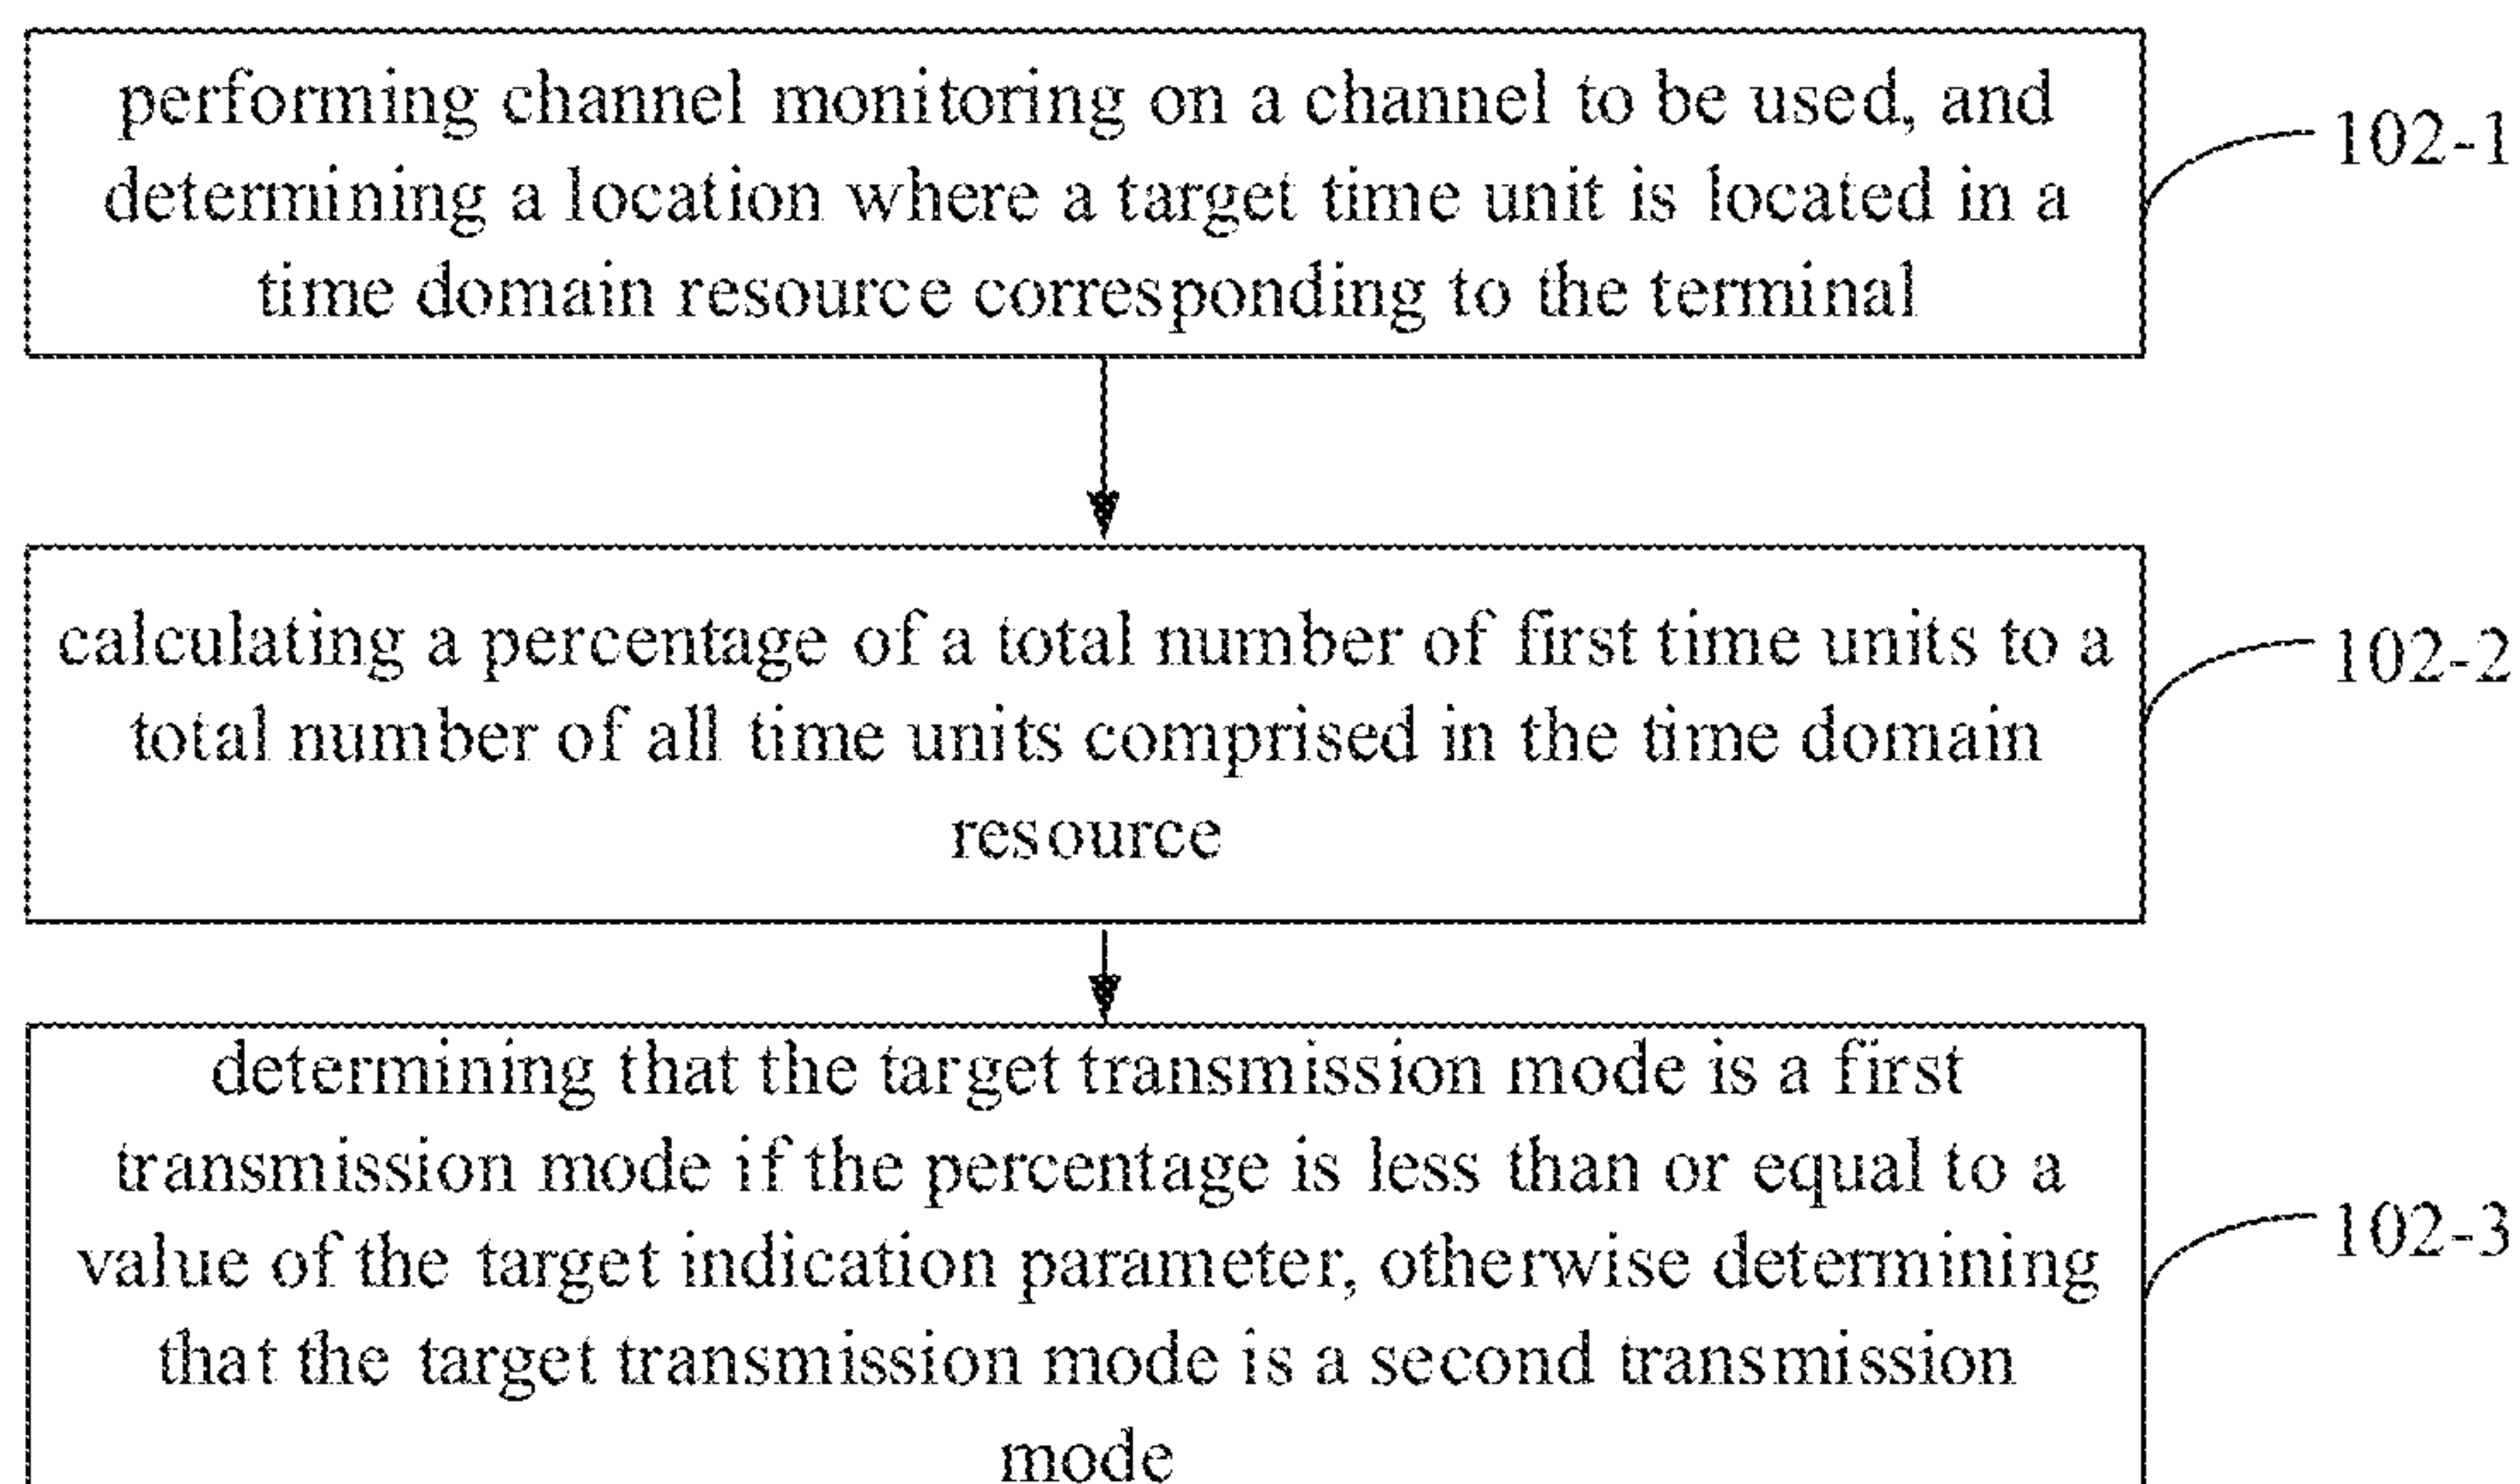 performing channel monitoring on a channel to be used, and
determining a location where a target time unit is located in a
time domain resource corresponding to the terminal
102-1
calculating a percentage of a total number of first time units to a
total number of all time units comprised in the time domain
resource
102-2
determining that the target transmission mode is a first
transmission mode if the percentage is less than or equal to a
value of the target indication parameter, otherwise determining
that the target transmission mode is a second transmission
mode
102-3